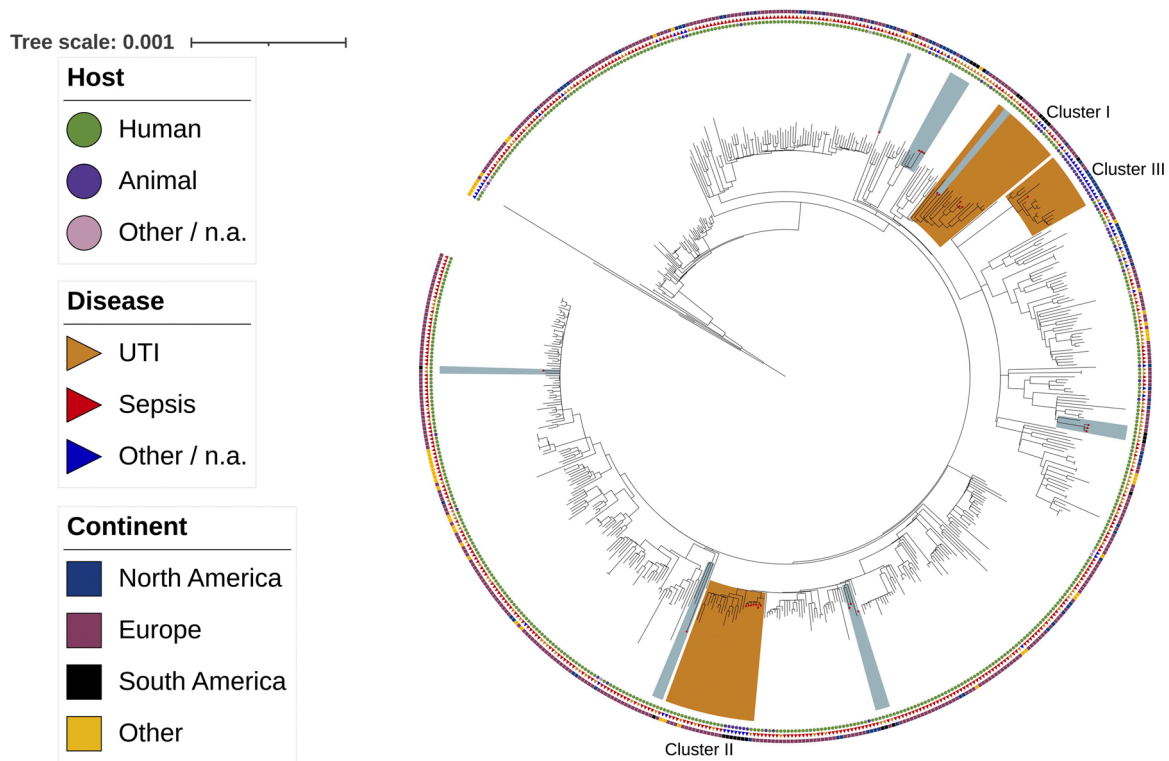 Tree scale: 0.001
Host
Human
Animal
Other / n.a.
Disease
UTI
Sepsis
Other / n.a.
Continent
North America
Europe
South America
Other
Cluster I
Cluster III
Cluster II